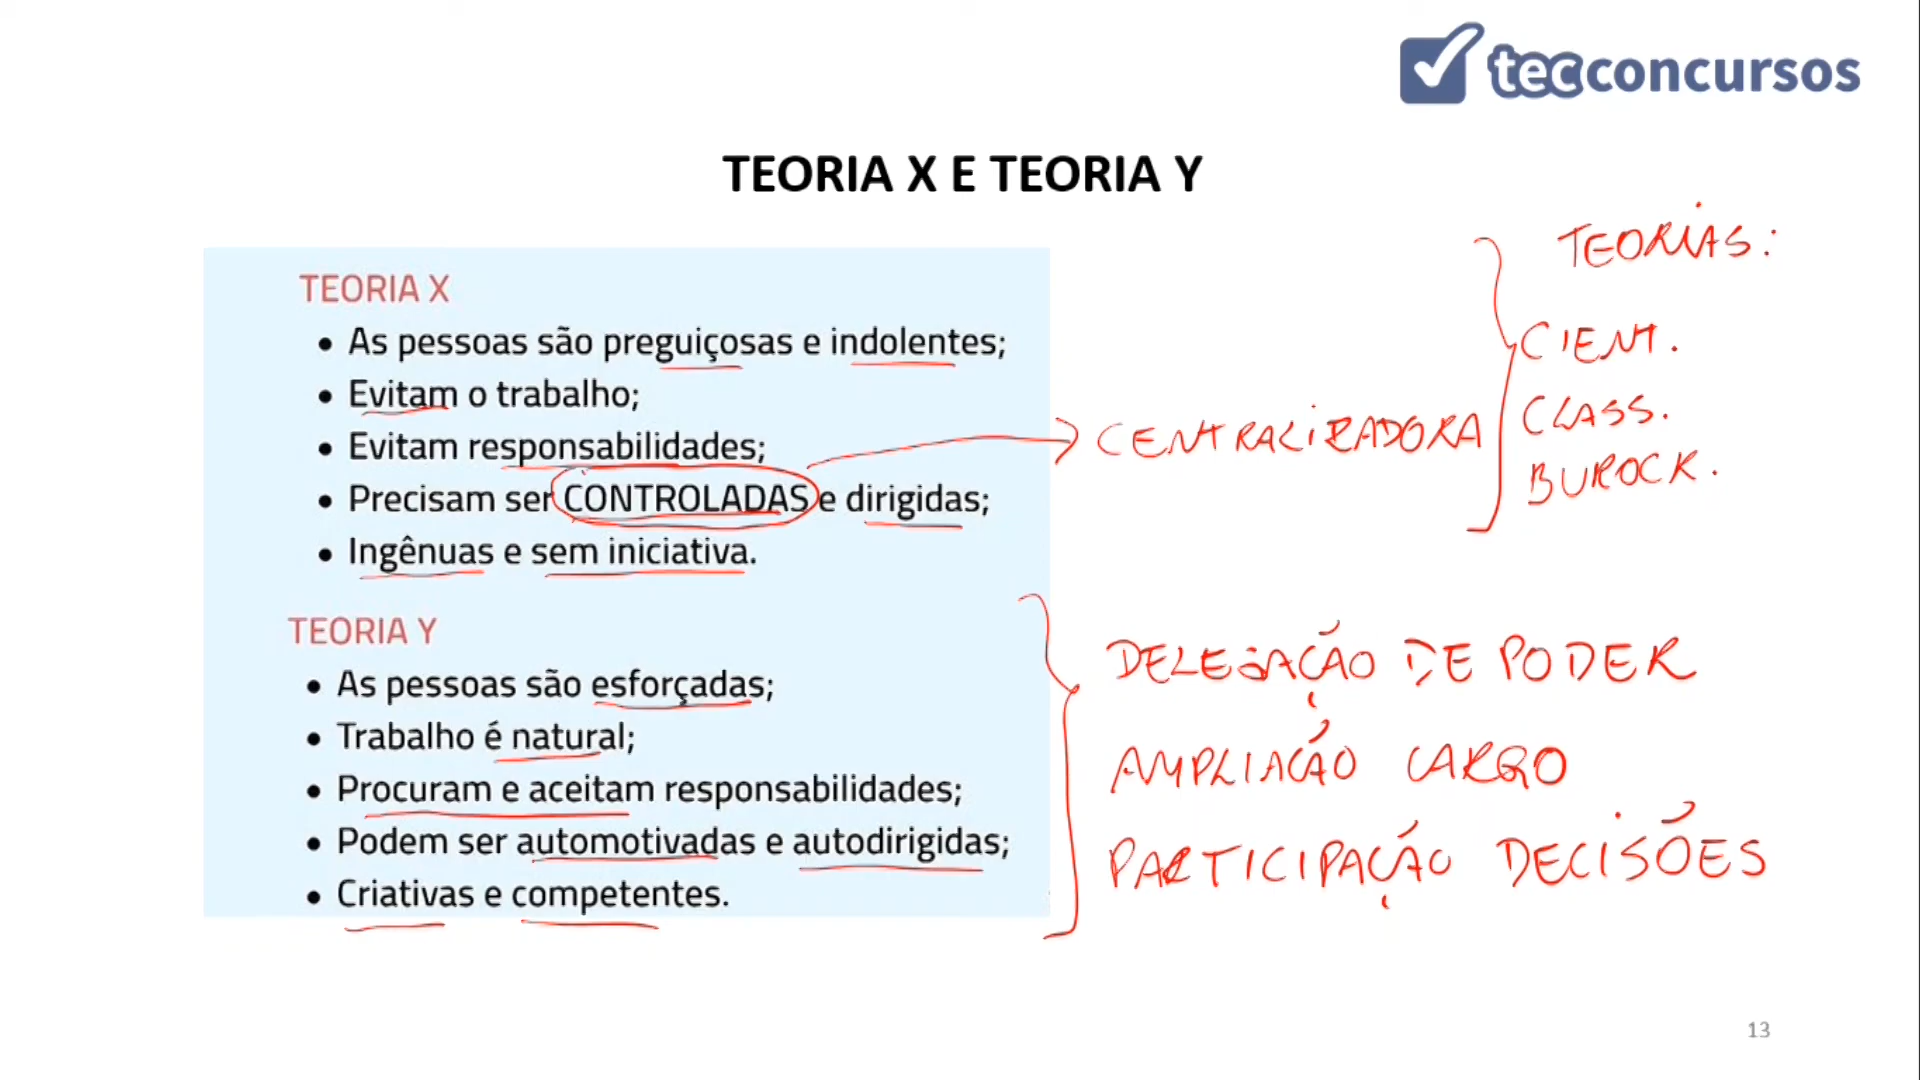 tecconcursos
TEORIA X E TEORIA Y
TEORIA X
• As pessoas são preguiçosas e indolentes;
• Evitam o trabalho;
• Evitam responsabilidades;
• Precisam ser CONTROLADAS e dirigidas;
• Ingênuas e sem iniciativa.
CENTRALIZADORA
TEORIAS:
CIENT.
CLASS.
BUROCR.
TEORIA Y
• As pessoas são esforçadas;
• Trabalho é natural;
• Procuram e aceitam responsabilidades;
• Podem ser automotivadas e autodirigidas;
• Criativas e competentes.
DELEGAÇÃO DE PODER
AMPLIAÇÃO CARGO
PARTICIPAÇÃO DECISÕES
13